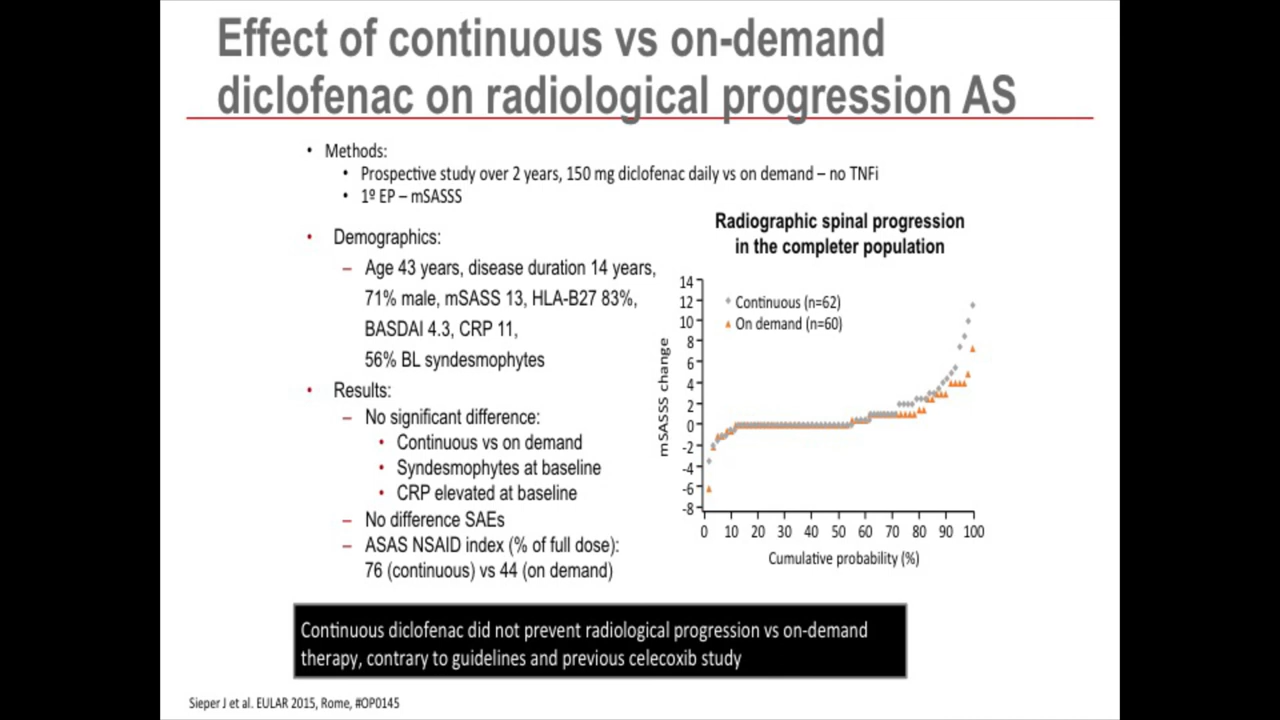 Effect of continuous vs on-demand
diclofenac on radiological progression AS
• Methods:
• Prospective study over 2 years, 150 mg diclofenac daily vs on demand – no TNFi
• 1º EP – mSASSS
• Demographics:
– Age 43 years, disease duration 14 years,
71% male, mSASS 13, HLA-B27 83%,
BASDAI 4.3, CRP 11,
56% BL syndesmophytes
• Results:
– No significant difference:
• Continuous vs on demand
• Syndesmophytes at baseline
• CRP elevated at baseline
– No difference SAEs
– ASAS NSAID index (% of full dose):
76 (continuous) vs 44 (on demand)
Radiographic spinal progression
in the completer population
Continuous (n=62)
On demand (n=60)
mSASSS change
14
12
10
8
6
4
2
0
-2
-4
-6
-8
0 10 20 30 40 50 60 70 80 90 100
Cumulative probability (%)
Continuous diclofenac did not prevent radiological progression vs on-demand
therapy, contrary to guidelines and previous celecoxib study
Sieper J et al. EULAR 2015, Rome, #OP0145